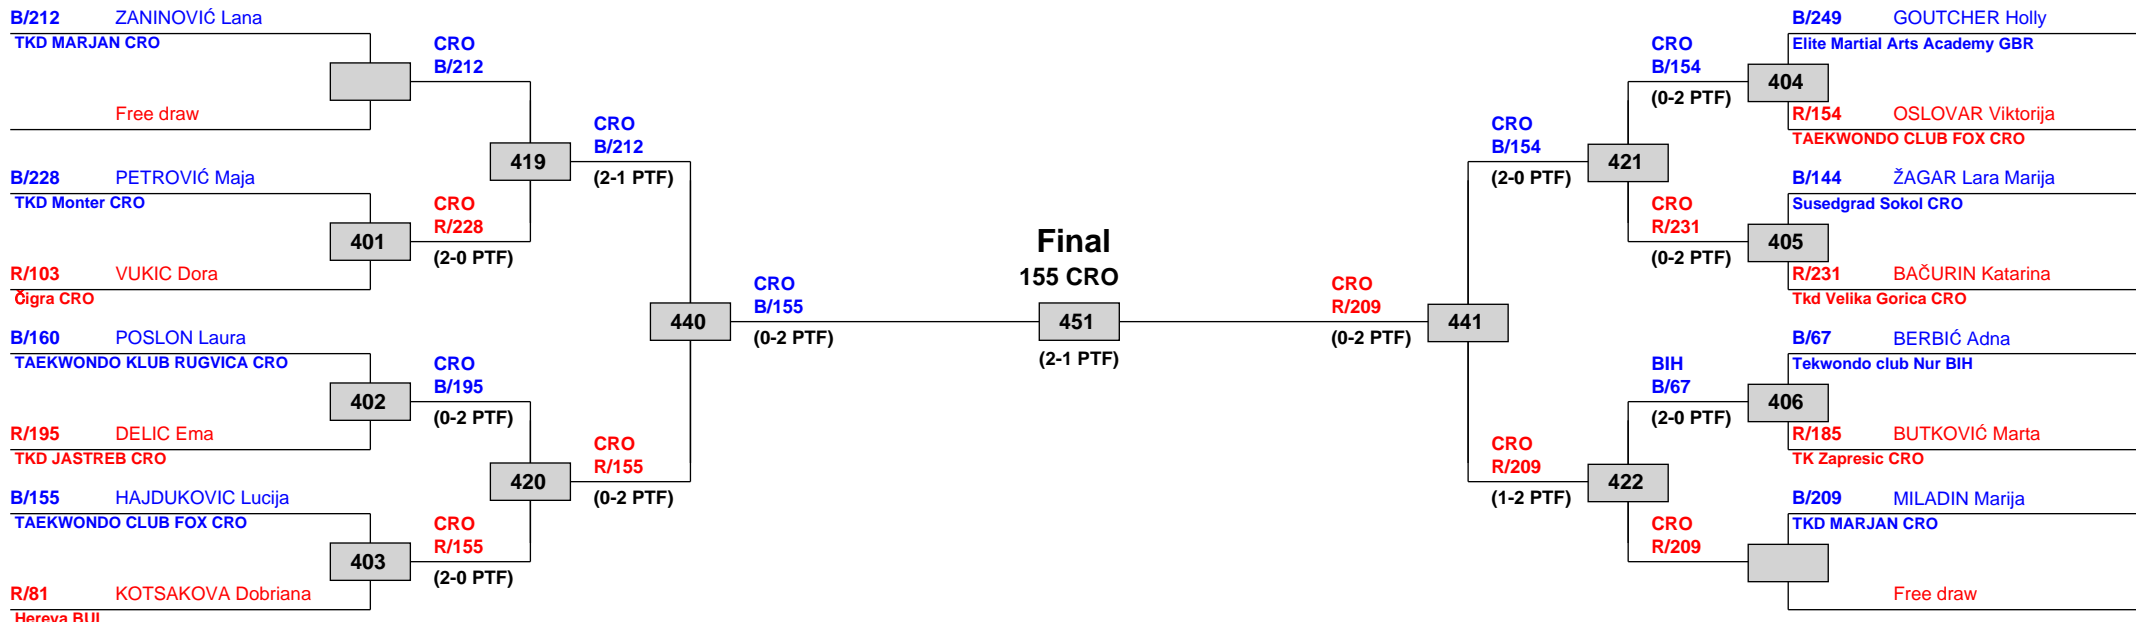 B/212 ZANINOVIĆ Lana
TKD MARJAN CRO
Free draw
B/228 PETROVIĆ Maja
TKD Monter CRO
401
R/103 VUKIC Dora
Čigra CRO
B/160 POSLON Laura
TAEKWONDO KLUB RUGVICA CRO
402
R/195 DELIC Ema
TKD JASTREB CRO
B/155 HAJDUKOVIC Lucija
TAEKWONDO CLUB FOX CRO
403
R/81 KOTSAKOVA Dobriana
Hereya BUL
CRO
B/212
419
CRO
R/228
(2-0 PTF)
CRO
B/195
(0-2 PTF)
420
CRO
R/155
(2-0 PTF)
CRO
B/212
(2-1 PTF)
440
CRO
R/155
(0-2 PTF)
CRO
B/155
(0-2 PTF)
Final
155 CRO
451
(2-1 PTF)
CRO
R/209
(0-2 PTF)
441
CRO
B/154
(2-0 PTF)
CRO
R/209
(1-2 PTF)
CRO
B/154
(0-2 PTF)
421
CRO
R/231
(0-2 PTF)
BIH
B/67
(2-0 PTF)
422
CRO
R/209
B/249 GOUTCHER Holly
Elite Martial Arts Academy GBR
404
R/154 OSLOVAR Viktorija
TAEKWONDO CLUB FOX CRO
B/144 ŽAGAR Lara Marija
Susedgrad Sokol CRO
405
R/231 BAČURIN Katarina
Tkd Velika Gorica CRO
B/67 BERBIĆ Adna
Tekwondo club Nur BIH
406
R/185 BUTKOVIĆ Marta
TK Zapresic CRO
B/209 MILADIN Marija
TKD MARJAN CRO
Free draw